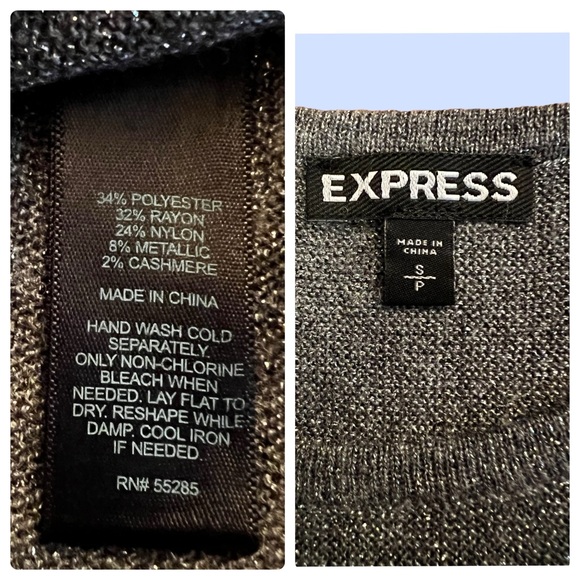 34% POLYESTER
32% RAYON
24% NYLON
8% METALLIC
2% CASHMERE
MADE IN CHINA
HAND WASH COLD
SEPARATELY.
ONLY NON-CHLORINE
BLEACH WHEN
NEEDED. LAY FLAT TO
DRY. RESHAPE WHILE
DAMP. COOL IRON
IF NEEDED.
RN# 55285
EXPRESS
MADE IN
CHINA
S
P